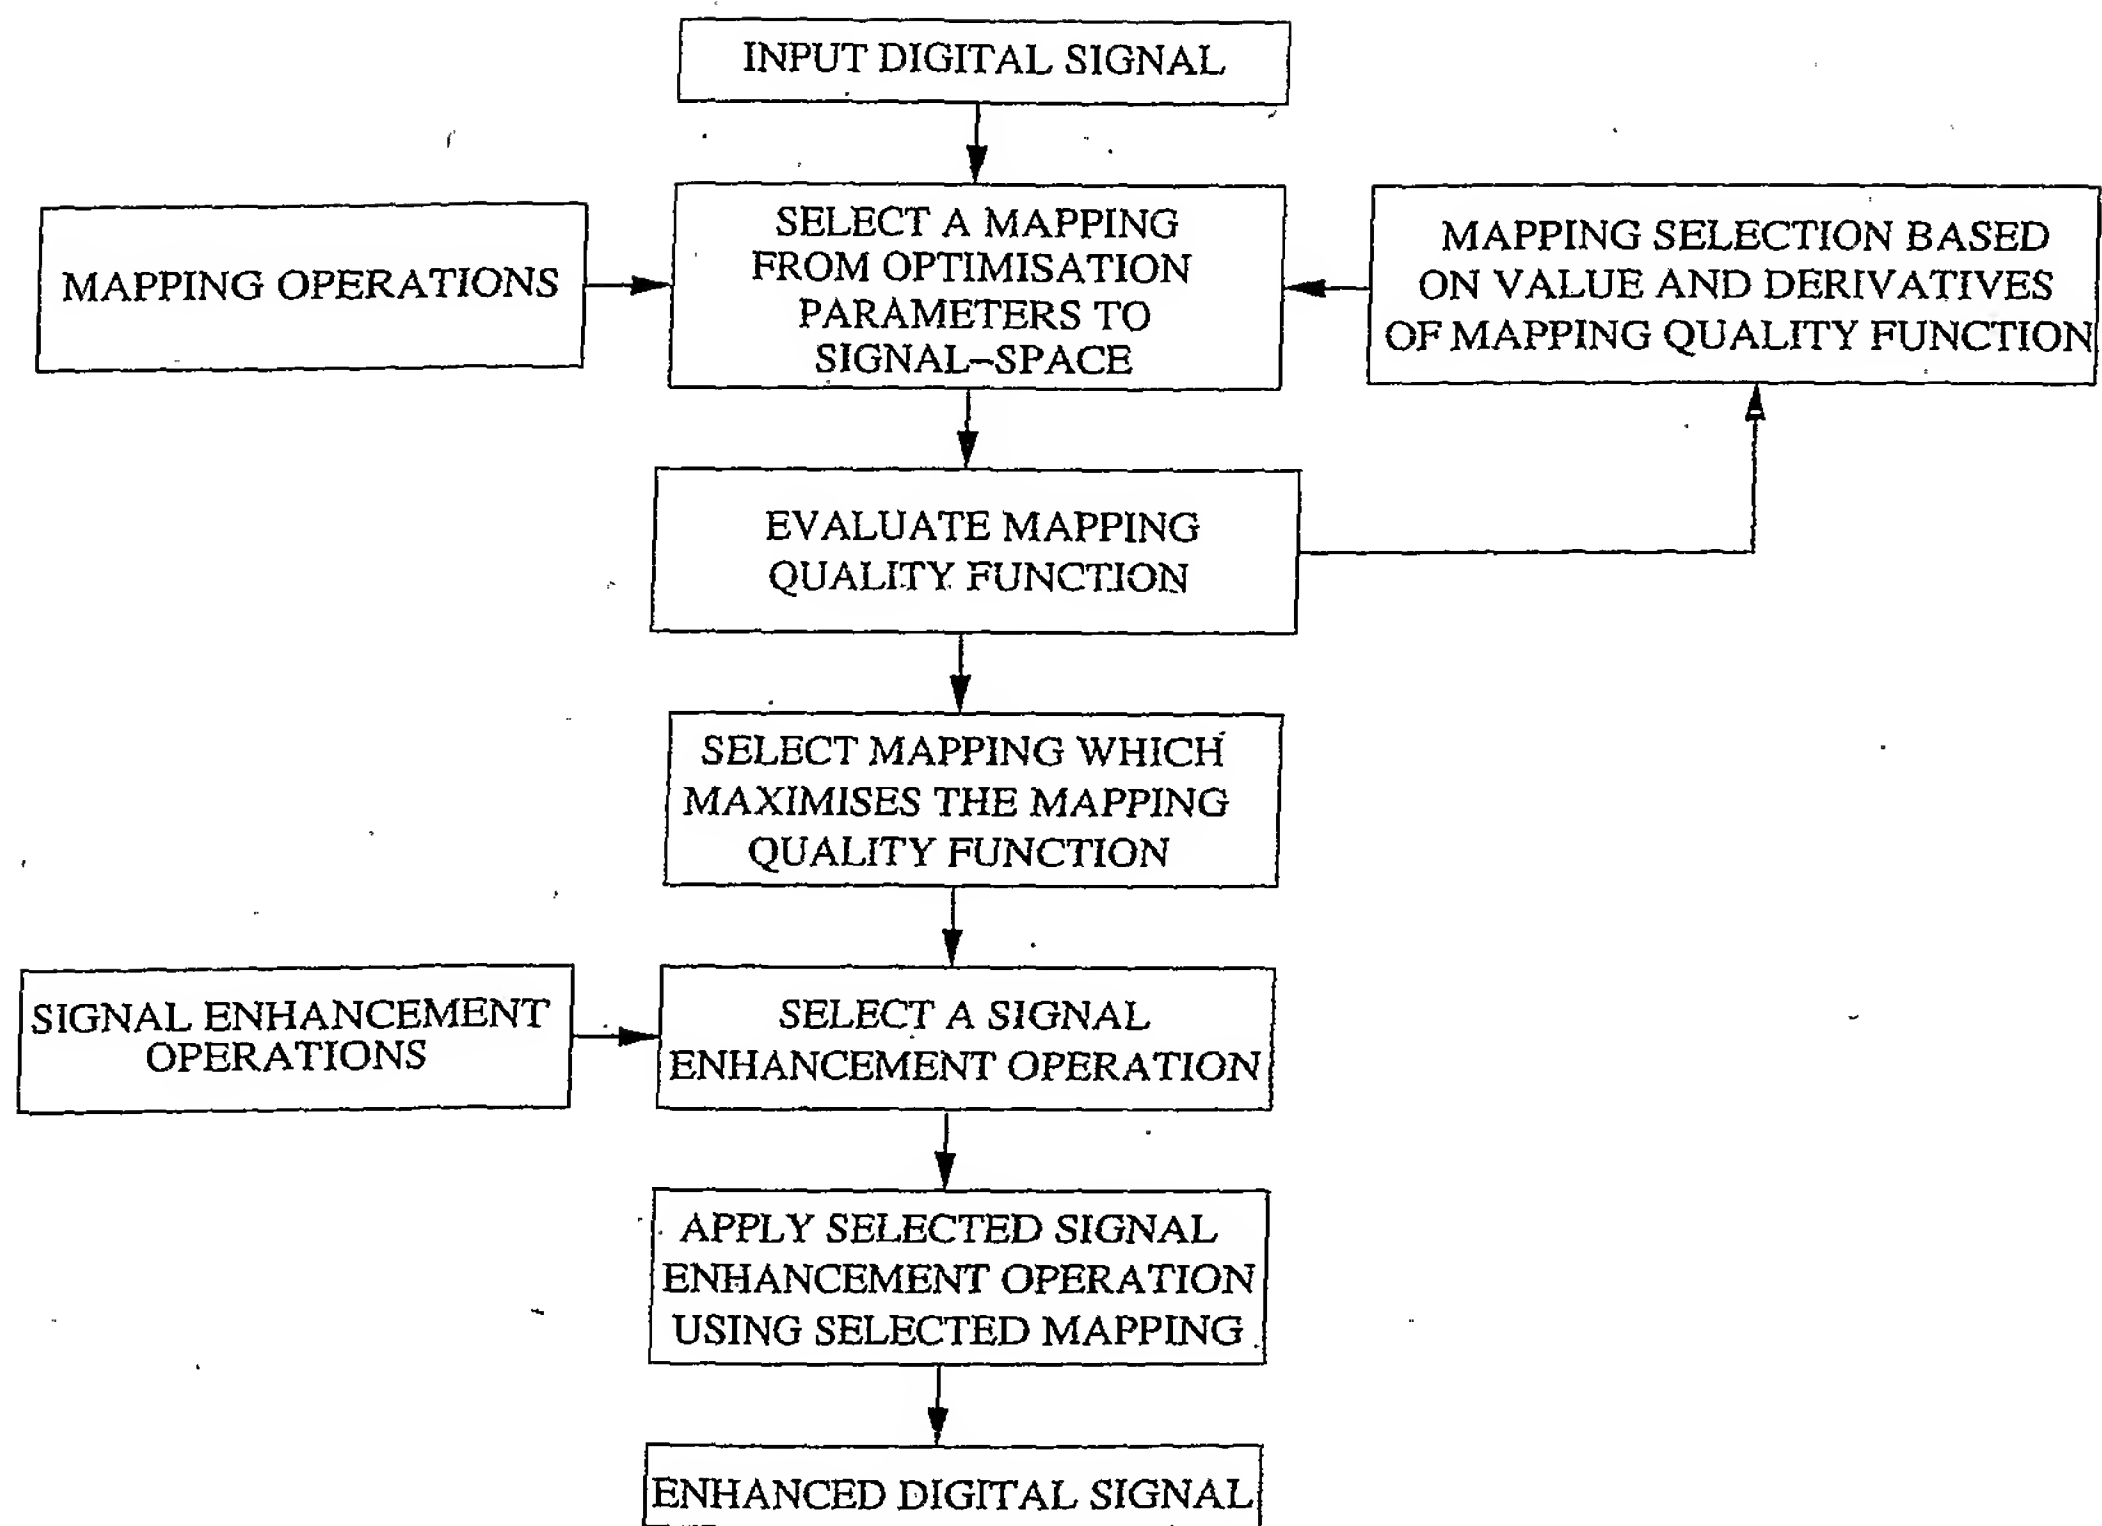 INPUT DIGITAL SIGNAL
MAPPING OPERATIONS
SELECT A MAPPING
FROM OPTIMISATION
PARAMETERS TO
SIGNAL–SPACE
MAPPING SELECTION BASED
ON VALUE AND DERIVATIVES
OF MAPPING QUALITY FUNCTION
EVALUATE MAPPING
QUALITY FUNCTION
SELECT MAPPING WHICH
MAXIMISES THE MAPPING
QUALITY FUNCTION
SIGNAL ENHANCEMENT
OPERATIONS
SELECT A SIGNAL
ENHANCEMENT OPERATION
APPLY SELECTED SIGNAL
ENHANCEMENT OPERATION
USING SELECTED MAPPING
ENHANCED DIGITAL SIGNAL